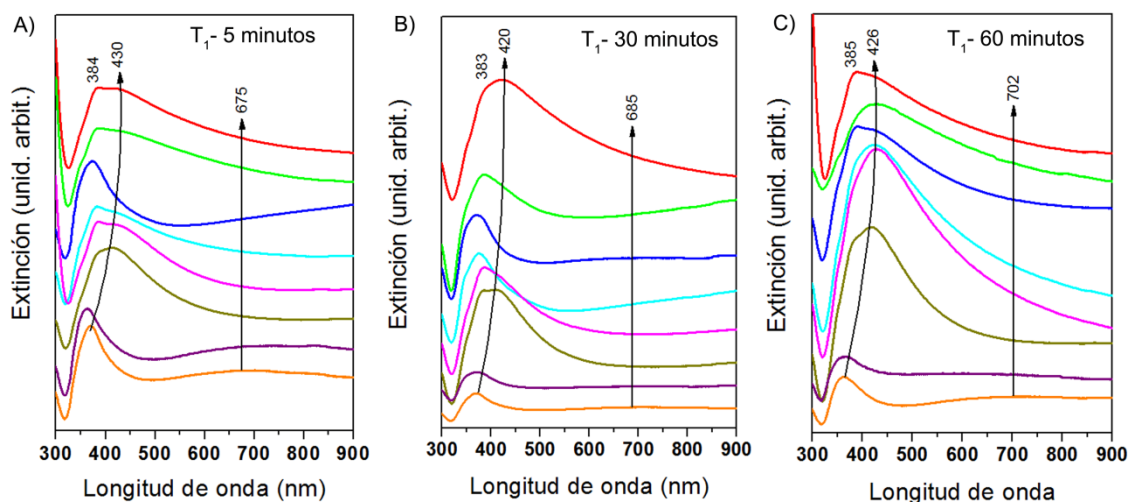 A)
T₁- 5 minutos
384
430
675
Extinción (unid. arbit.)
300 400 500 600 700 800 900
Longitud de onda (nm)
B)
T₁- 30 minutos
383
420
685
Extinción (unid. arbit.)
300 400 500 600 700 800 900
Longitud de onda (nm)
C)
T₁- 60 minutos
385
426
702
Extinción (unid. arbit.)
300 400 500 600 700 800 900
Longitud de onda